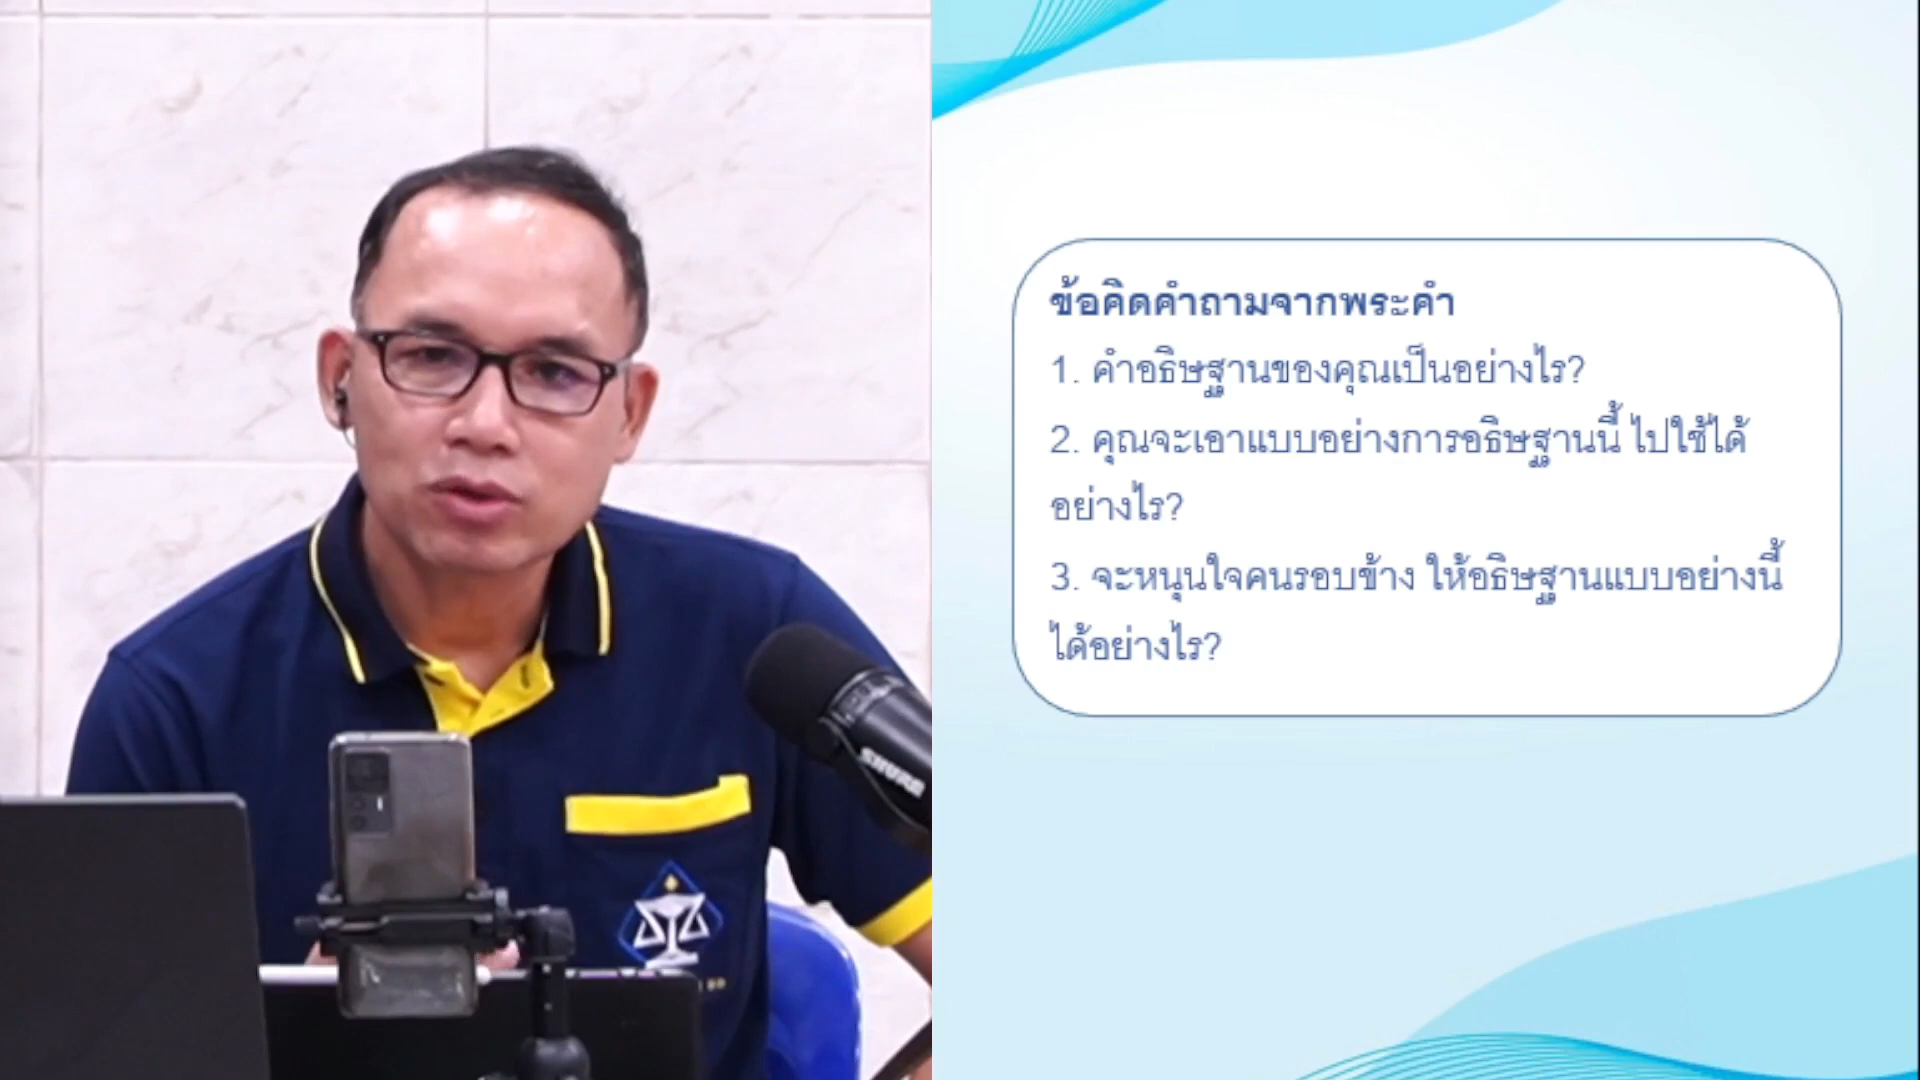 ข้อคิดคำถามจากพระคำ
1. คำอธิษฐานของคุณเป็นอย่างไร?
2. คุณจะเอาแบบอย่างการอธิษฐานนี้ ไปใช้ได้
อย่างไร?
3. จะหนุนใจคนรอบข้าง ให้อธิษฐานแบบอย่างนี้
ได้อย่างไร?
SHURE